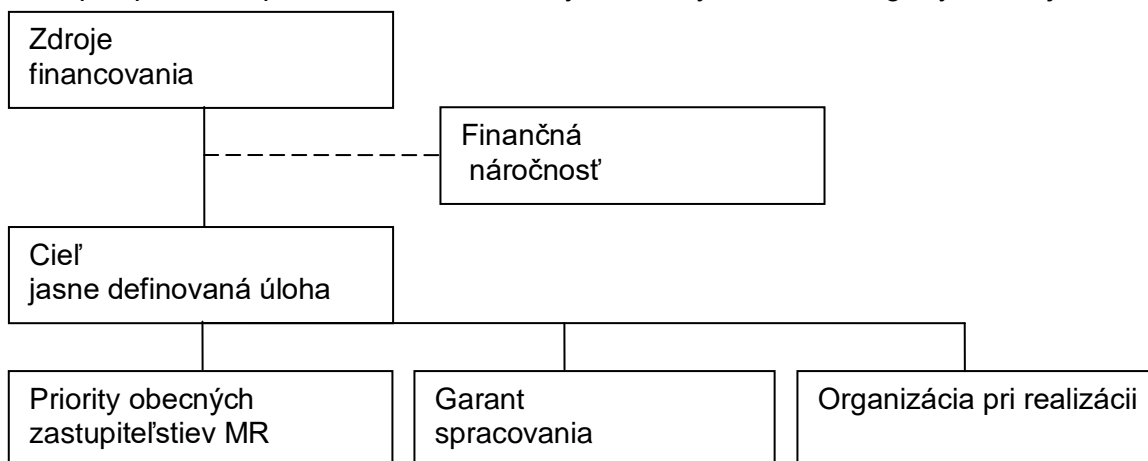 Zdroje
financovania
Finančná
náročnosť
Cieľ
jasne definovaná úloha
Priority obecných
zastupiteľstiev MR
Garant
spracovania
Organizácia pri realizácii